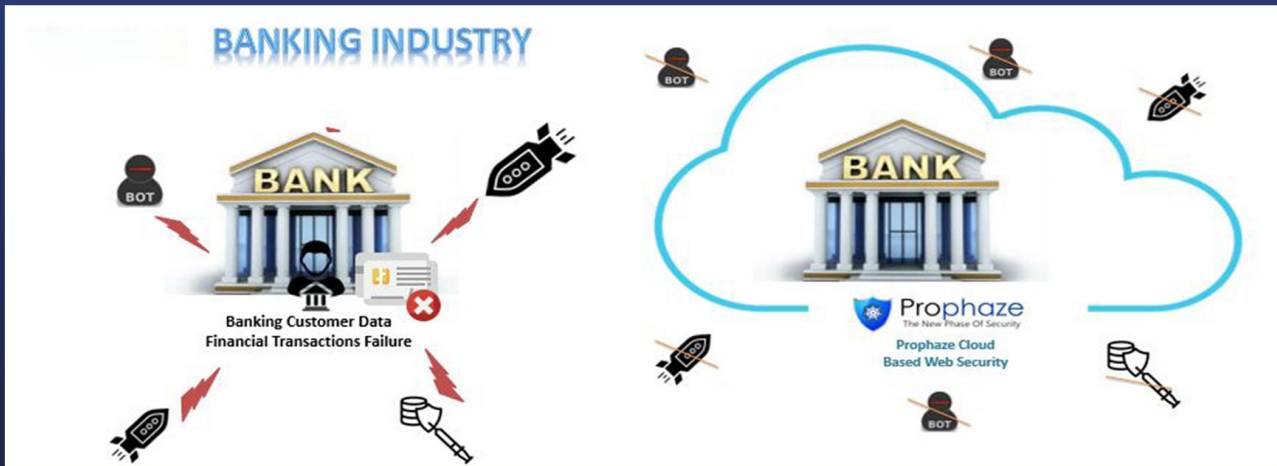 BANKING INDUSTRY
BOT
BANK
Banking Customer Data
Financial Transactions Failure
BOT
BOT
BANK
Prophaze
The New Phase Of Security
Prophaze Cloud
Based Web Security
BOT